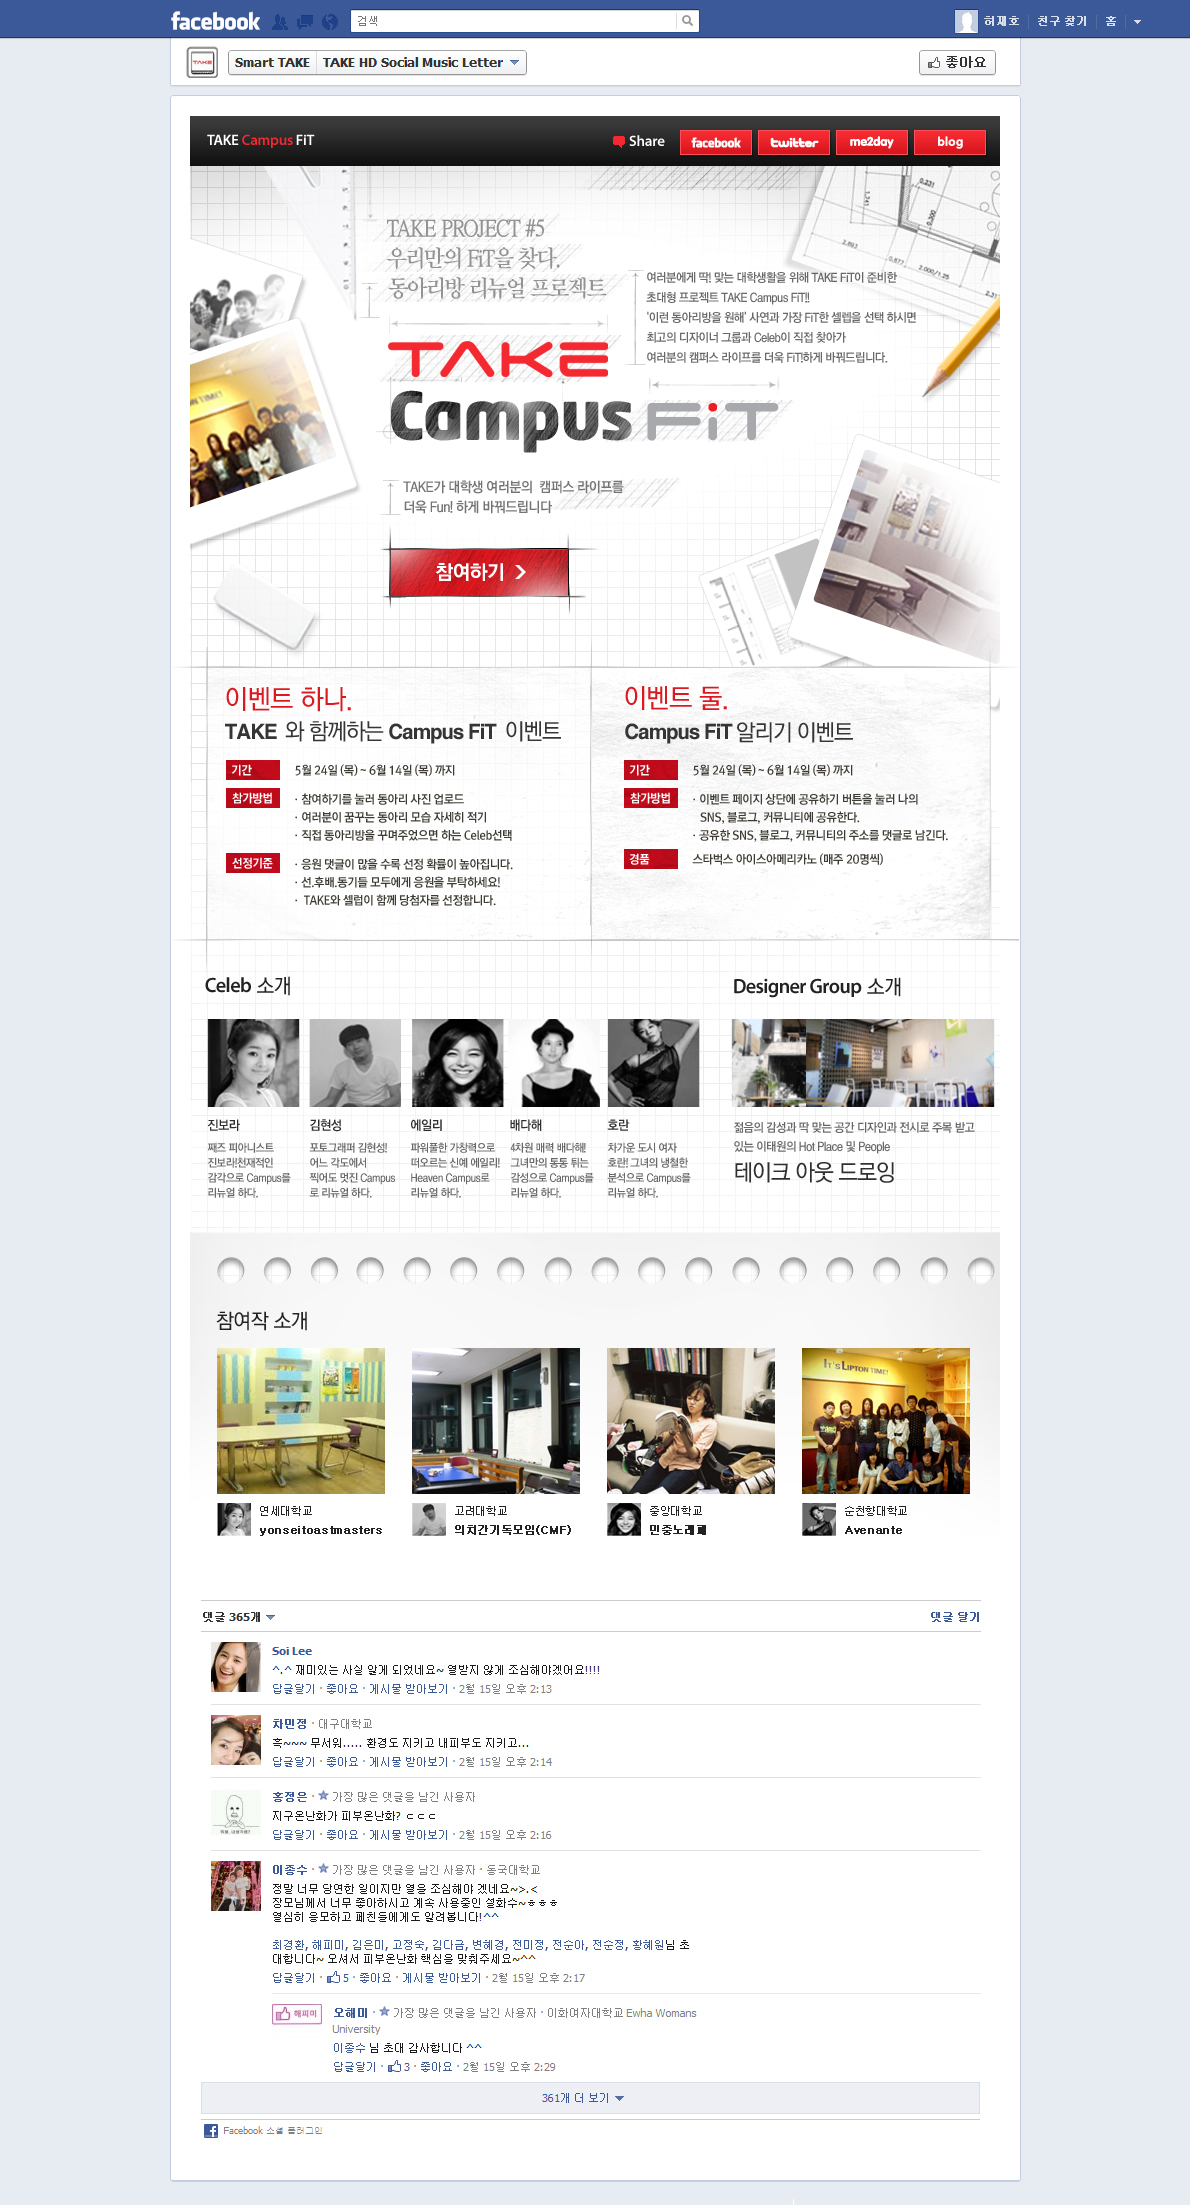 facebook
검색
허재호
친구 찾기
홈
Smart TAKE
TAKE HD Social Music Letter
좋아요
TAKE Campus FiT
Share
facebook
twitter
me2day
blog
TAKE PROJECT #5
우리만의 FiT을 찾다.
동아리방 리뉴얼 프로젝트
여러분에게 딱! 맞는 대학생활을 위해 TAKE FiT이 준비한
초대형 프로젝트 TAKE Campus FiT!!
'이런 동아리방을 원해' 사연과 가장 FiT한 셀렙을 선택 하시면
최고의 디자이너 그룹과 Celeb이 직접 찾아가
여러분의 캠퍼스 라이프를 더욱 FiT!하게 바꿔드립니다.
TAKE
Campus FiT
TAKE가 대학생 여러분의 캠퍼스 라이프를
더욱 Fun! 하게 바꿔드립니다
참여하기
이벤트 하나.
TAKE 와 함께하는 Campus FiT 이벤트
기간
5월 24일 (목) ~ 6월 14일 (목) 까지
참가방법
· 참여하기를 눌러 동아리 사진 업로드
· 여러분이 꿈꾸는 동아리 모습 자세히 적기
· 직접 동아리방을 꾸며주었으면 하는 Celeb선택
선정기준
· 응원 댓글이 많을 수록 선정 확률이 높아집니다.
· 선.후배.동기들 모두에게 응원을 부탁하세요!
· TAKE와 셀럽이 함께 당첨자를 선정합니다.
이벤트 둘.
Campus FiT 알리기 이벤트
기간
5월 24일 (목) ~ 6월 14일 (목) 까지
참가방법
· 이벤트 페이지 상단에 공유하기 버튼을 눌러 나의
SNS, 블로그, 커뮤니티에 공유한다.
· 공유한 SNS, 블로그, 커뮤니티의 주소를 댓글로 남긴다.
경품
스타벅스 아이스아메리카노 (매주 20명씩)
Celeb 소개
진보라
째즈 피아니스트
진보라!천재적인
감각으로 Campus를
리뉴얼 하다.
김현성
포토그래퍼 김현성!
어느 각도에서
찍어도 멋진 Campus
로 리뉴얼 하다.
에일리
파워풀한 가창력으로
떠오르는 신예 에일리!
Heaven Campus로
리뉴얼 하다.
배다해
4차원 매력 배다해!
그녀만의 통통 튀는
감성으로 Campus를
리뉴얼 하다.
호란
차가운 도시 여자
호란! 그녀의 냉철한
분석으로 Campus를
리뉴얼 하다.
Designer Group 소개
젊음의 감성과 딱 맞는 공간 디자인과 전시로 주목 받고
있는 이태원의 Hot Place 및 People
테이크 아웃 드로잉
참여작 소개
IT'S LIPTON TIME!
연세대학교
yonseitoastmasters
고려대학교
의치간기독모임(CMF)
중앙대학교
민중노래패
순천향대학교
Avenante
댓글 365개
댓글 달기
Soi Lee
^.^ 재미있는 사실 알게 되었네요~ 열받지 않게 조심해야겠어요!!!!
답글달기 · 좋아요 · 게시물 받아보기 · 2월 15일 오후 2:13
차민정 · 대구대학교
혹~~~ 무서워..... 환경도 지키고 내피부도 지키고...
답글달기 · 좋아요 · 게시물 받아보기 · 2월 15일 오후 2:14
홍정은 · 가장 많은 댓글을 남긴 사용자
지구온난화가 피부온난화? ㄷㄷㄷ
답글달기 · 좋아요 · 게시물 받아보기 · 2월 15일 오후 2:16
이종수 · 가장 많은 댓글을 남긴 사용자 · 동국대학교
정말 너무 당연한 일이지만 열을 조심해야 겠네요~>.<
장모님께서 너무 좋아하시고 계속 사용중인 설화수~ㅎㅎㅎ
열심히 응모하고 페친들에게도 알려봅니다!^^
최경환, 해피미, 김은미, 고정숙, 김다금, 변혜경, 전미정, 전순아, 전순정, 황혜원님 초
대합니다~ 오셔서 피부온난화 핵심을 맞춰주세요~^^
답글달기 · 5 · 좋아요 · 게시물 받아보기 · 2월 15일 오후 2:17
해피미
오혜미 · 가장 많은 댓글을 남긴 사용자 · 이화여자대학교 Ewha Womans
University
이종수 님 초대 감사합니다 ^^
답글달기 · 3 · 좋아요 · 2월 15일 오후 2:29
361개 더 보기
Facebook 소셜 플러그인